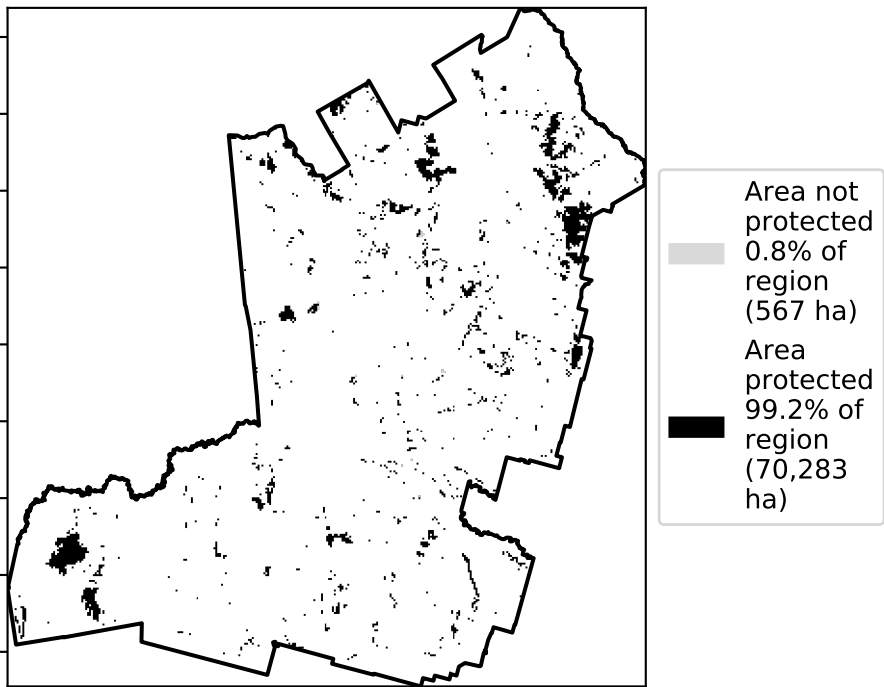 Area not
protected
0.8% of
region
(567 ha)
Area
protected
99.2% of
region
(70,283
ha)